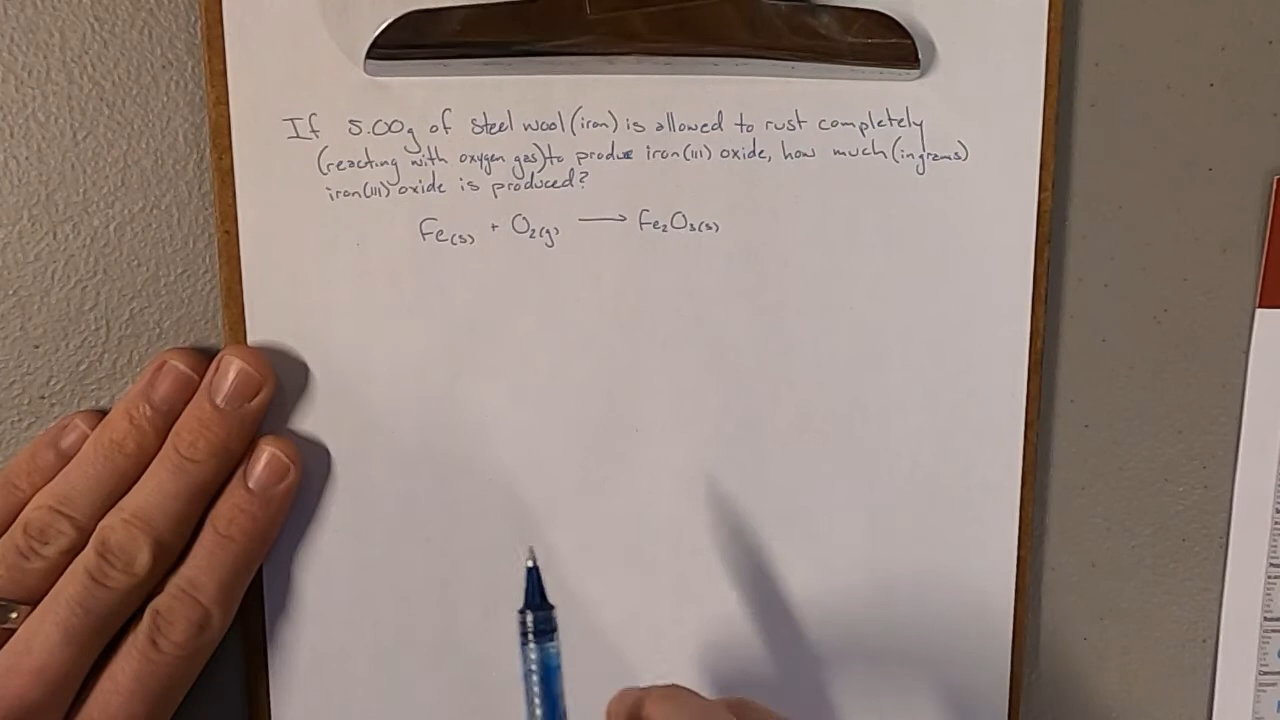 If 5.00g of steel wool (iron) is allowed to rust completely
(reacting with oxygen gas) to produce iron(III) oxide, how much (in grams)
iron(III) oxide is produced?
Fe(s) + O₂(g) ⟶ Fe₂O₃(s)